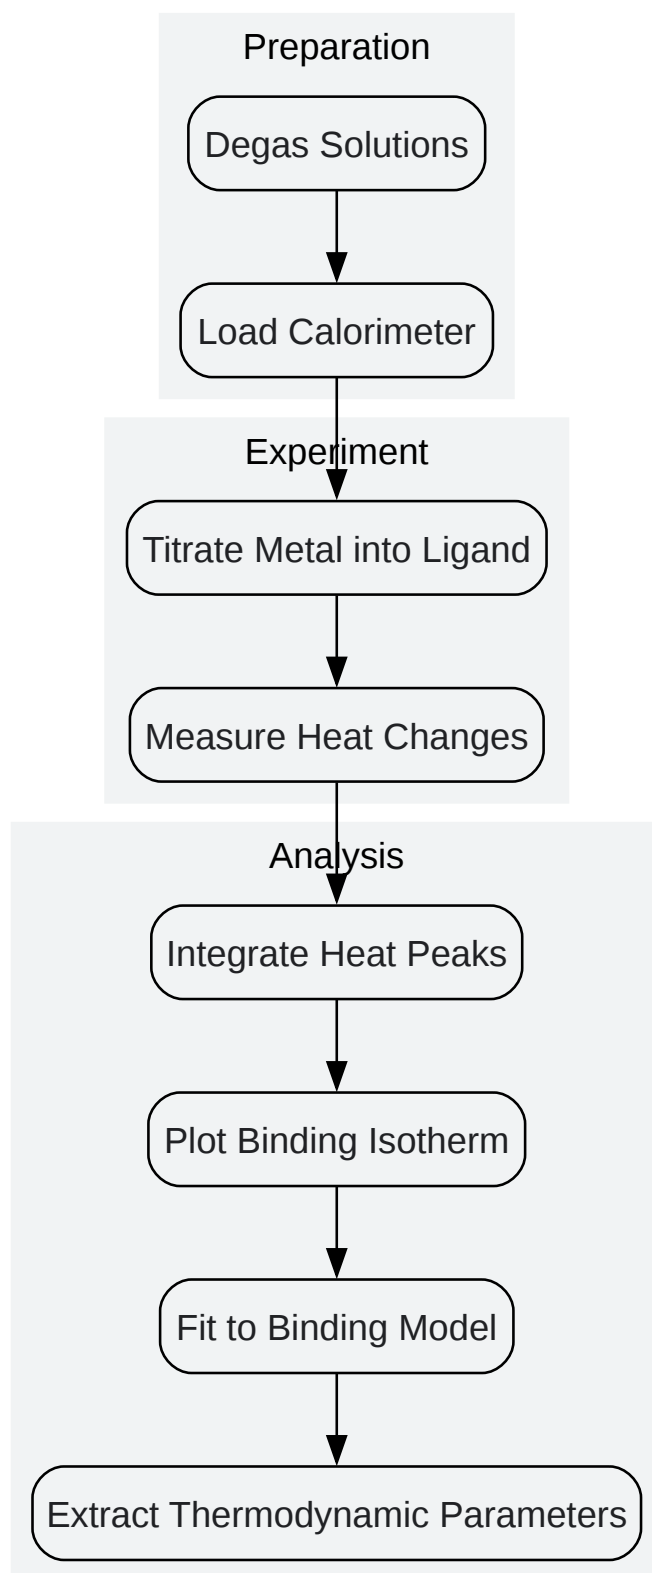 Preparation
Degas Solutions
Load Calorimeter
Experiment
Titrate Metal into Ligand
Measure Heat Changes
Analysis
Integrate Heat Peaks
Plot Binding Isotherm
Fit to Binding Model
Extract Thermodynamic Parameters